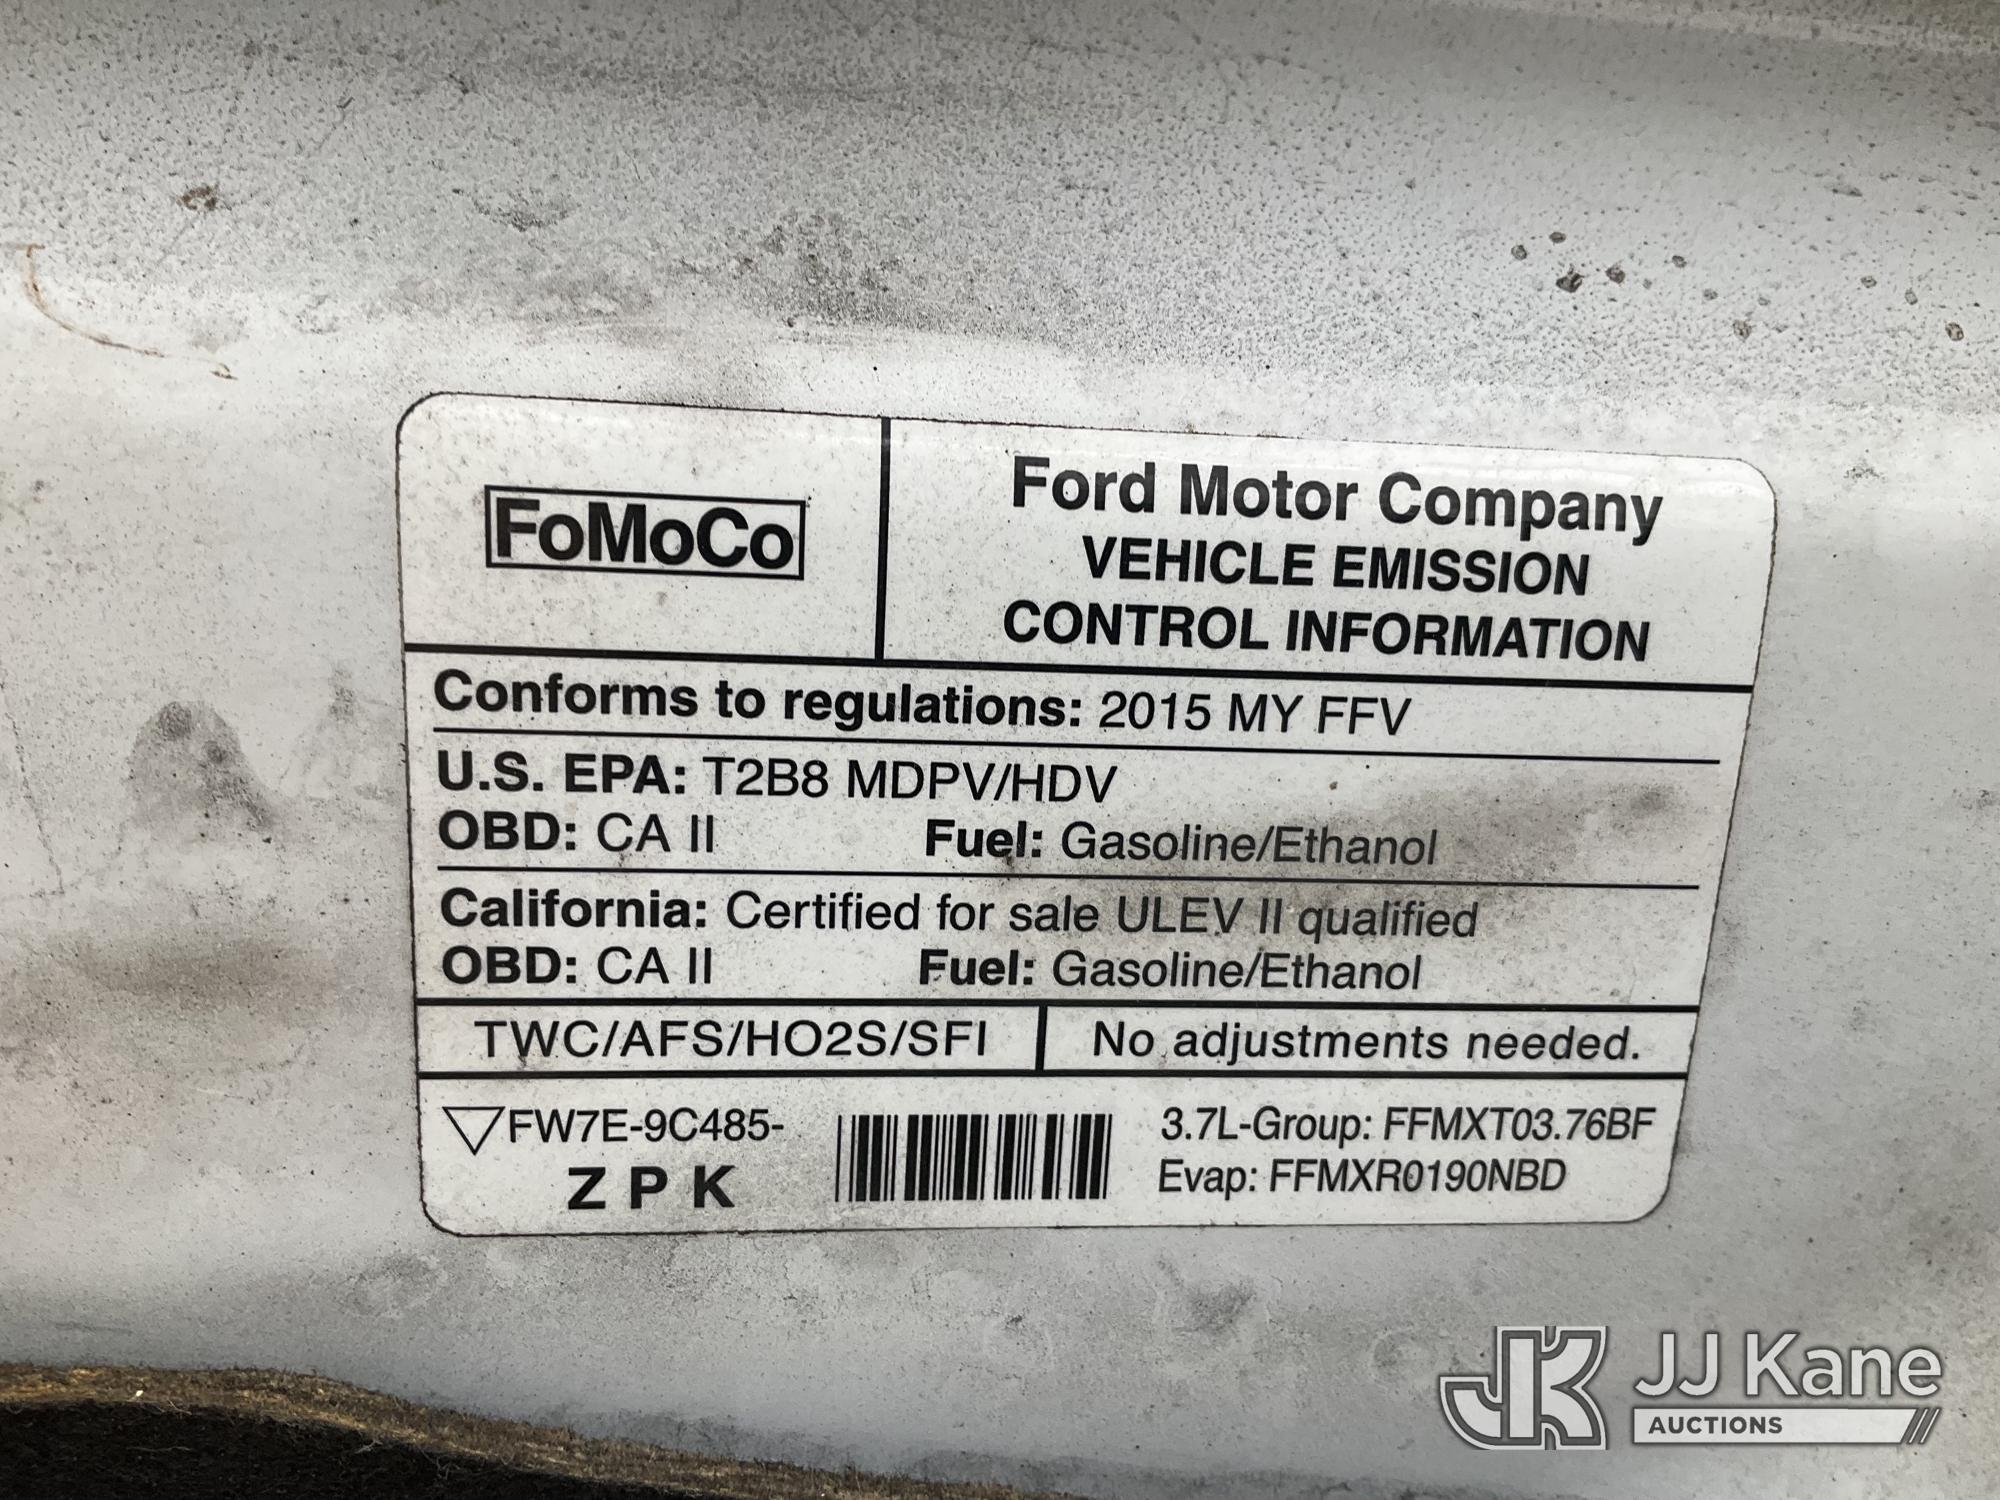 FoMoCo
Ford Motor Company
VEHICLE EMISSION
CONTROL INFORMATION
Conforms to regulations: 2015 MY FFV
U.S. EPA: T2B8 MDPV/HDV
OBD: CA II Fuel: Gasoline/Ethanol
California: Certified for sale ULEV II qualified
OBD: CA II Fuel: Gasoline/Ethanol
TWC/AFS/HO2S/SFI
No adjustments needed.
FW7E-9C485-
Z P K
3.7L-Group: FFMXT03.76BF
Evap: FFMXR0190NBD
JK JJ Kane
AUCTIONS